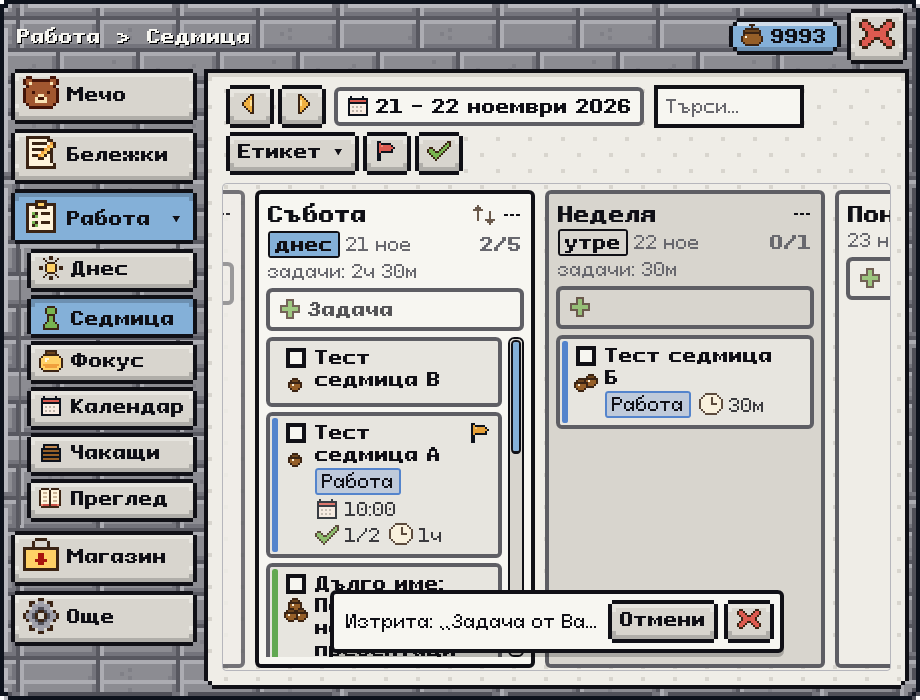 Работа > Седмица
9993
Мечо
Бележки
Работа
Днес
Седмица
Фокус
Календар
Чакащи
Преглед
Магазин
Още
21 – 22 ноември 2026
Търси...
Етикет
Събота
днес 21 ное 2/5
задачи: 2ч 30м
Задача
Тест
седмица В
Тест
седмица А
Работа
10:00
1/2 1ч
Дълго име:
Неделя
утре 22 ное 0/1
задачи: 30м
Тест седмица
Б
Работа 30м
Пон
23 н
Изтрита: „Задача от Ва...
Отмени